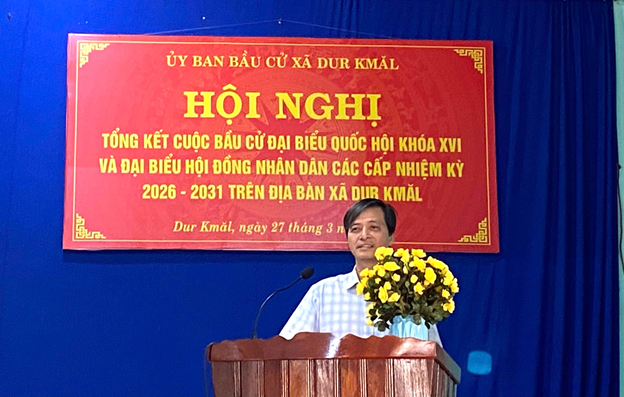 ỦY BAN BẦU CỬ XÃ DUR KMĂL
HỘI NGHỊ
TỔNG KẾT CUỘC BẦU CỬ ĐẠI BIỂU QUỐC HỘI KHÓA XVI
VÀ ĐẠI BIỂU HỘI ĐỒNG NHÂN DÂN CÁC CẤP NHIỆM KỲ
2026 - 2031 TRÊN ĐỊA BÀN XÃ DUR KMĂL
Dur Kmăl, ngày 27 tháng 3 n